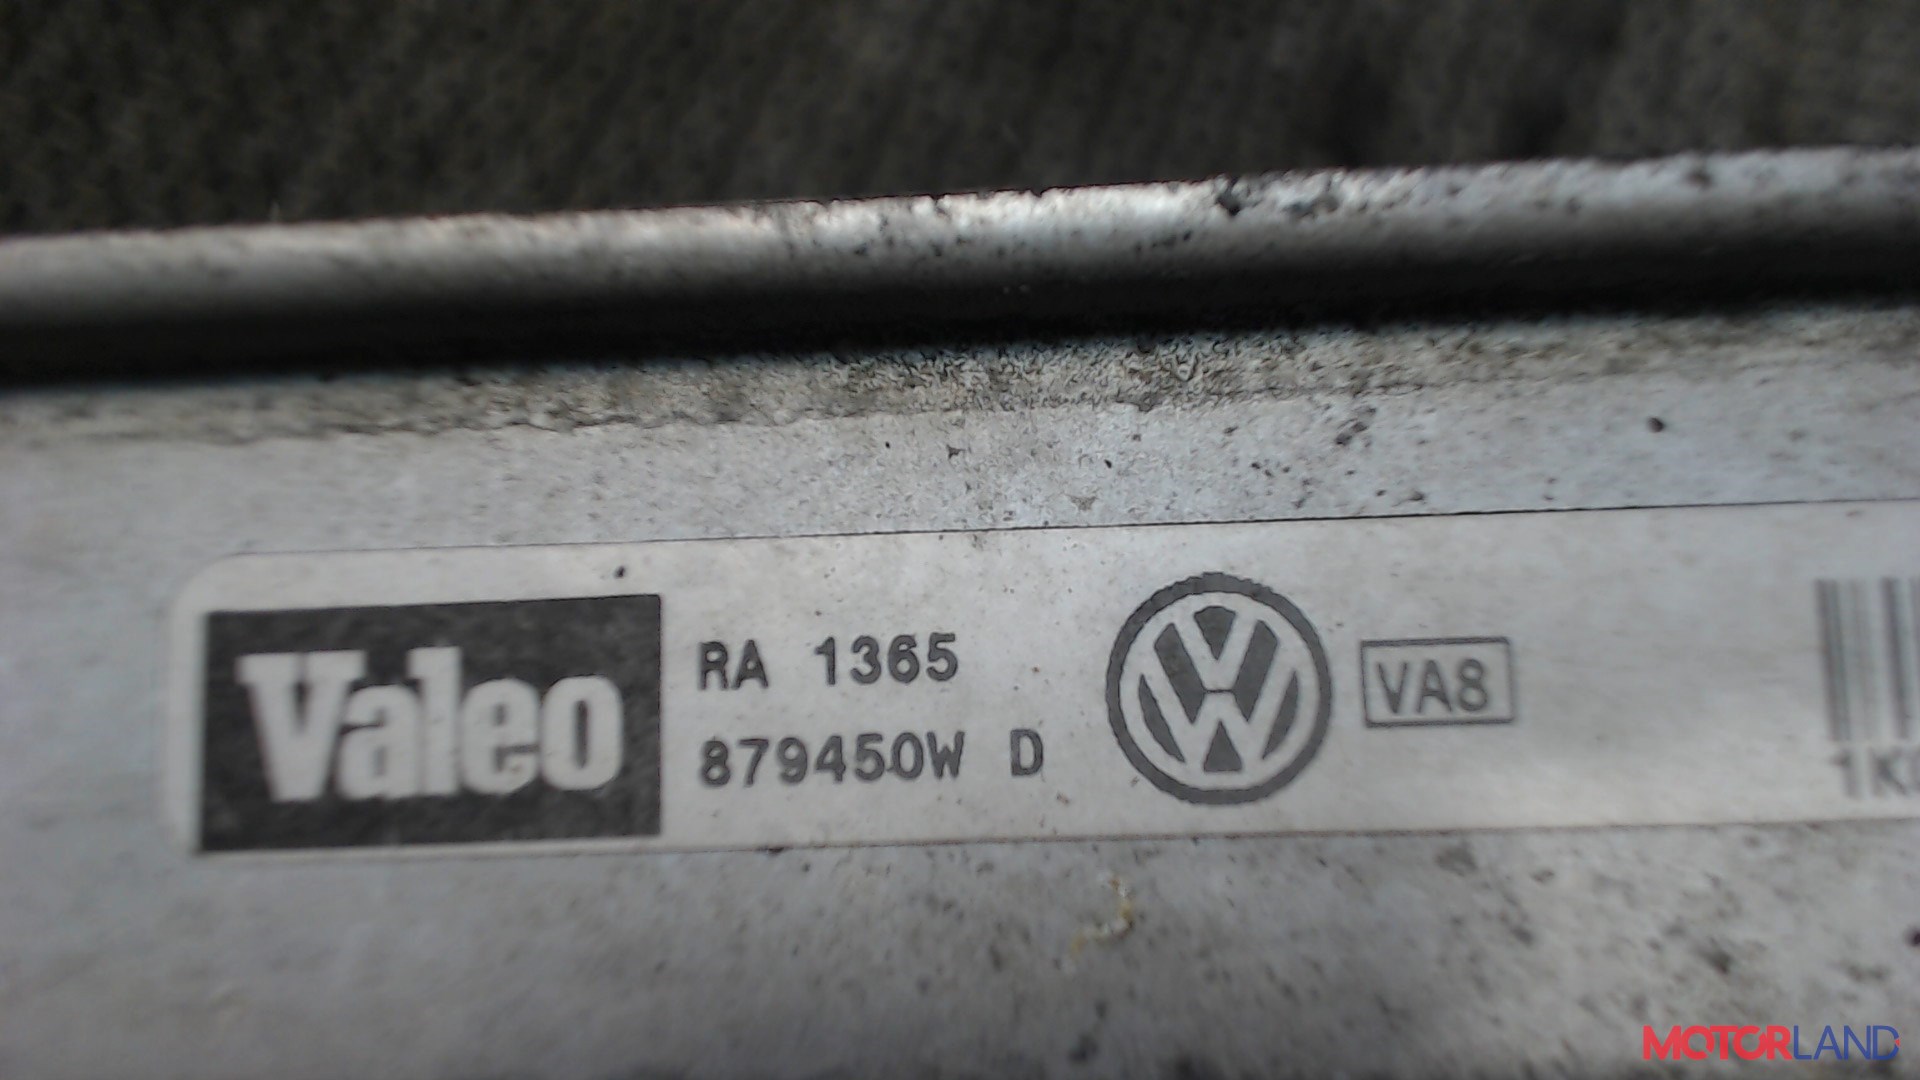 Valeo
RA 1365
879450W D
VA8
MOTORLAND